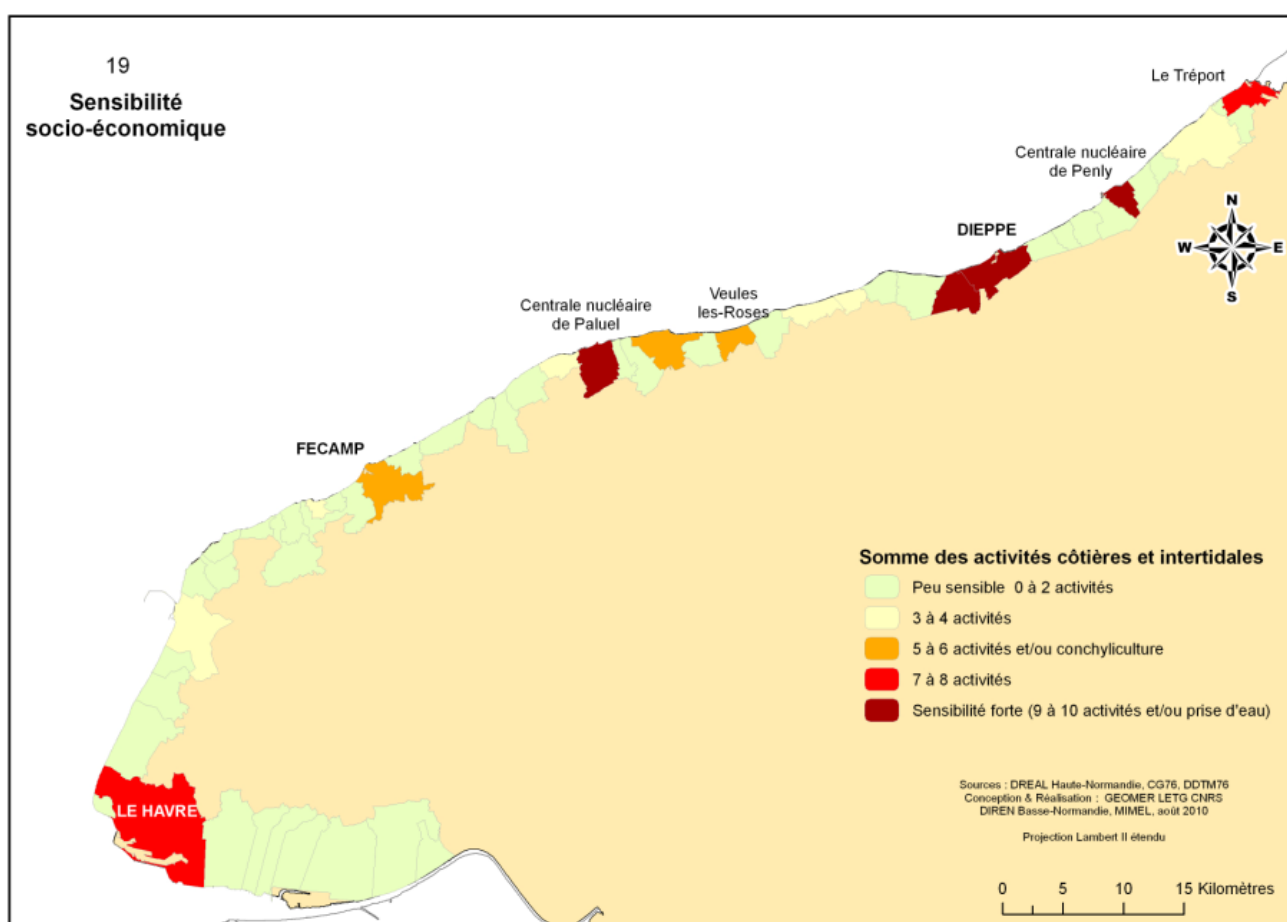 19
Sensibilité
socio-économique
Le Tréport
Centrale nucléaire
de Penly
N
W E
S
DIEPPE
Centrale nucléaire
de Paluel
Veules
les-Roses
FECAMP
LE HAVRE
Somme des activités côtières et intertidales
Peu sensible 0 à 2 activités
3 à 4 activités
5 à 6 activités et/ou conchyliculture
7 à 8 activités
Sensibilité forte (9 à 10 activités et/ou prise d'eau)
Sources : DREAL Haute-Normandie, CG76, DDTM76
Conception & Réalisation : GEOMER LETG CNRS
DIREN Basse-Normandie, MIMEL, août 2010
Projection Lambert II étendu
0 5 10 15 Kilomètres